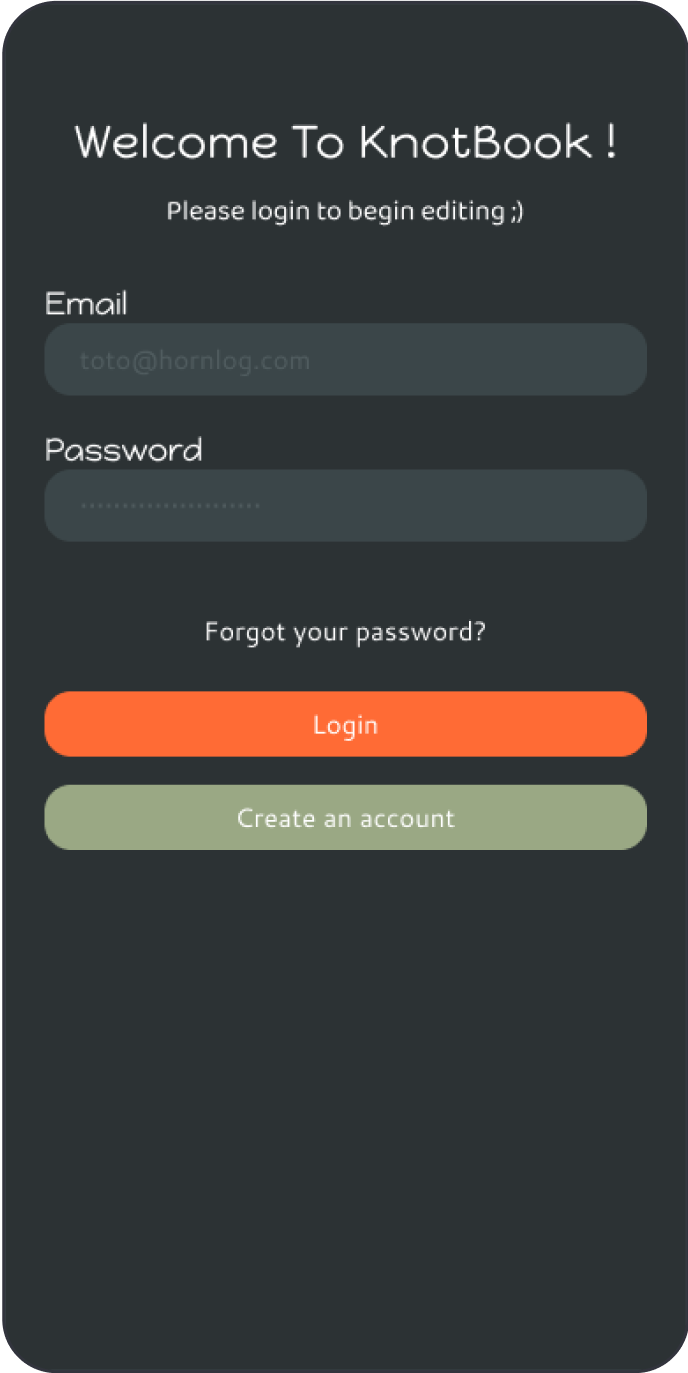 Welcome To KnotBook !
Please login to begin editing ;)
Email
toto@hornlog.com
Password
······················
Forgot your password?
Login
Create an account